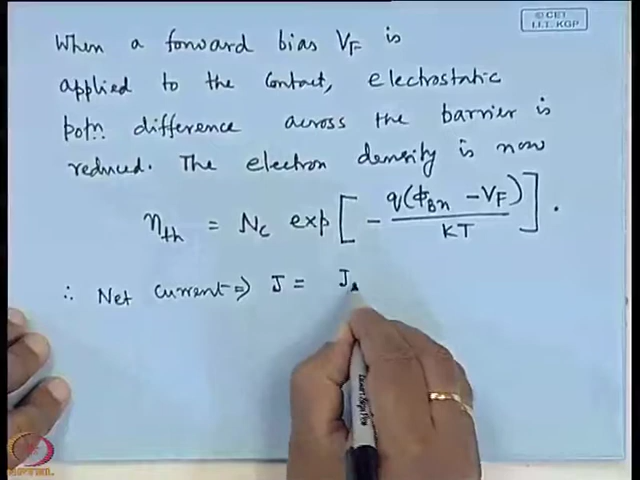 © CET
I.I.T. KGP
When a forward bias V_F is
applied to the contact, electrostatic
potn. difference across the barrier is
reduced. The electron density is now
n_th = N_c exp[ - q(Φ_Bn - V_F) / KT ] .
∴ Net current ⇒ J = J
NPTEL